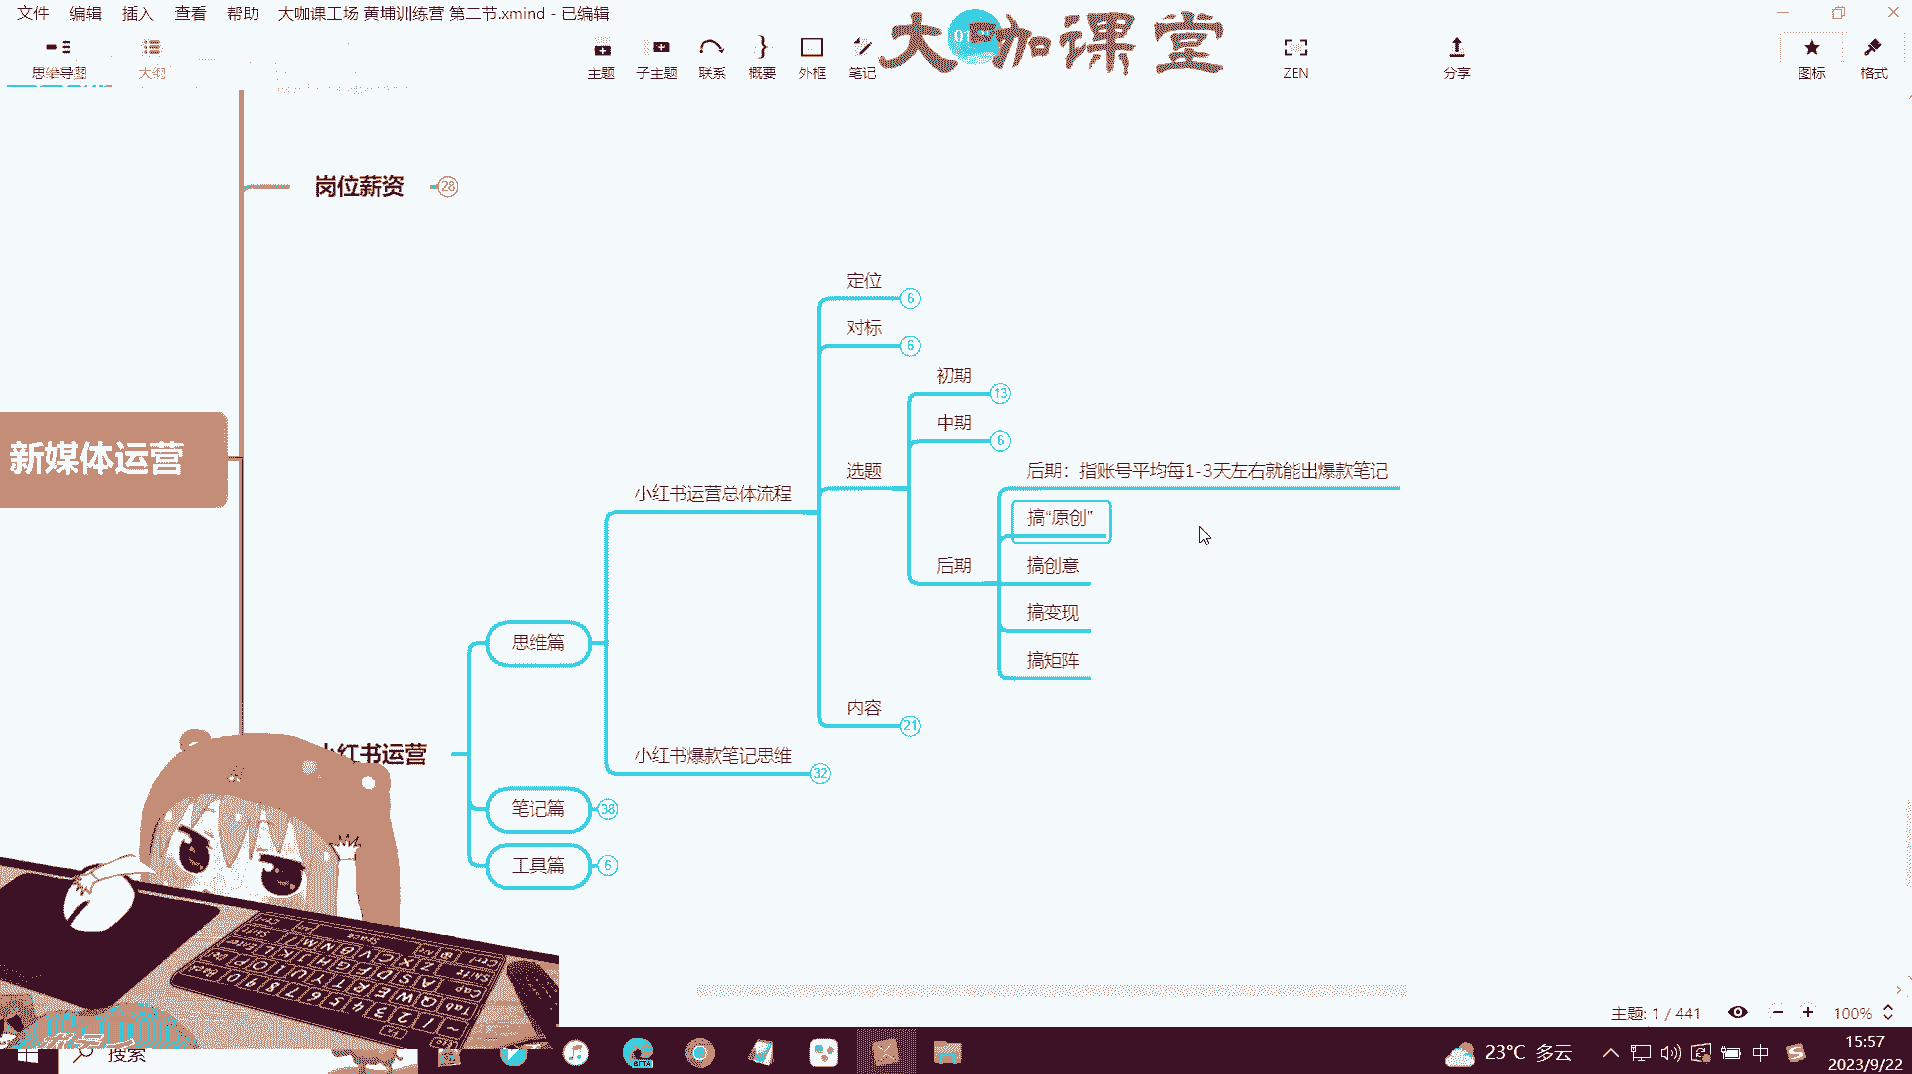 文件 编辑 插入 查看 帮助 大咖课工场 黄埔训练营 第二节.xmind - 已编辑
大咖课堂
思维导图 大纲 主题 子主题 联系 概要 外框 笔记 ZEN 分享 图标 格式
岗位薪资 28
定位 6
对标 6
初期 13
中期 6
新媒体运营
选题
后期：指账号平均每1-3天左右就能出爆款笔记
小红书运营总体流程
搞“原创”
后期
搞创意
搞变现
思维篇
搞矩阵
内容 21
小红书运营
小红书爆款笔记思维 32
笔记篇 38
工具篇 6
主题: 1 / 441 100%
搜索
BETA
23°C 多云
中
15:57
2023/9/22